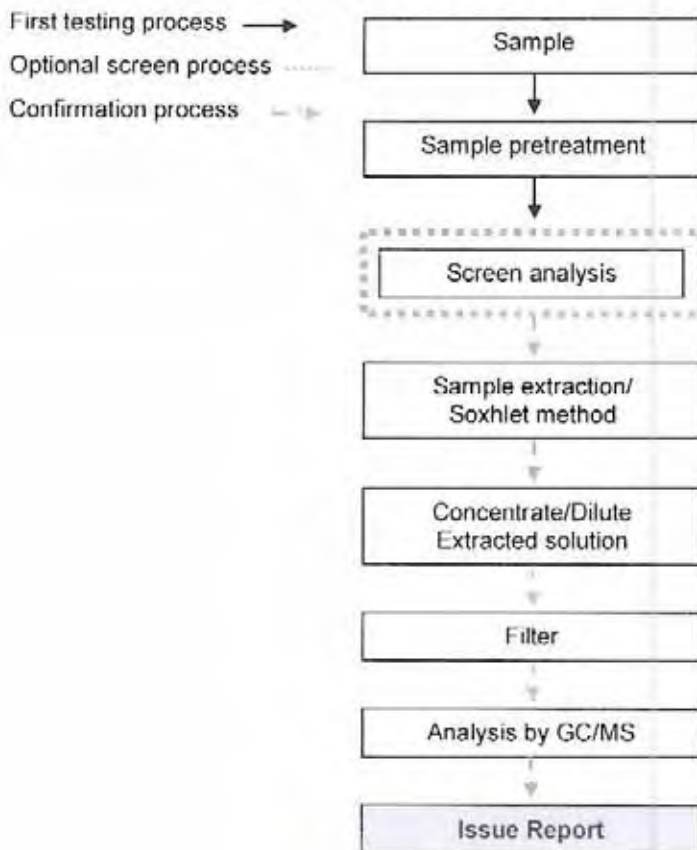 First testing process
Optional screen process
Confirmation process
Sample
Sample pretreatment
Screen analysis
Sample extraction/
Soxhlet method
Concentrate/Dilute
Extracted solution
Filter
Analysis by GC/MS
Issue Report